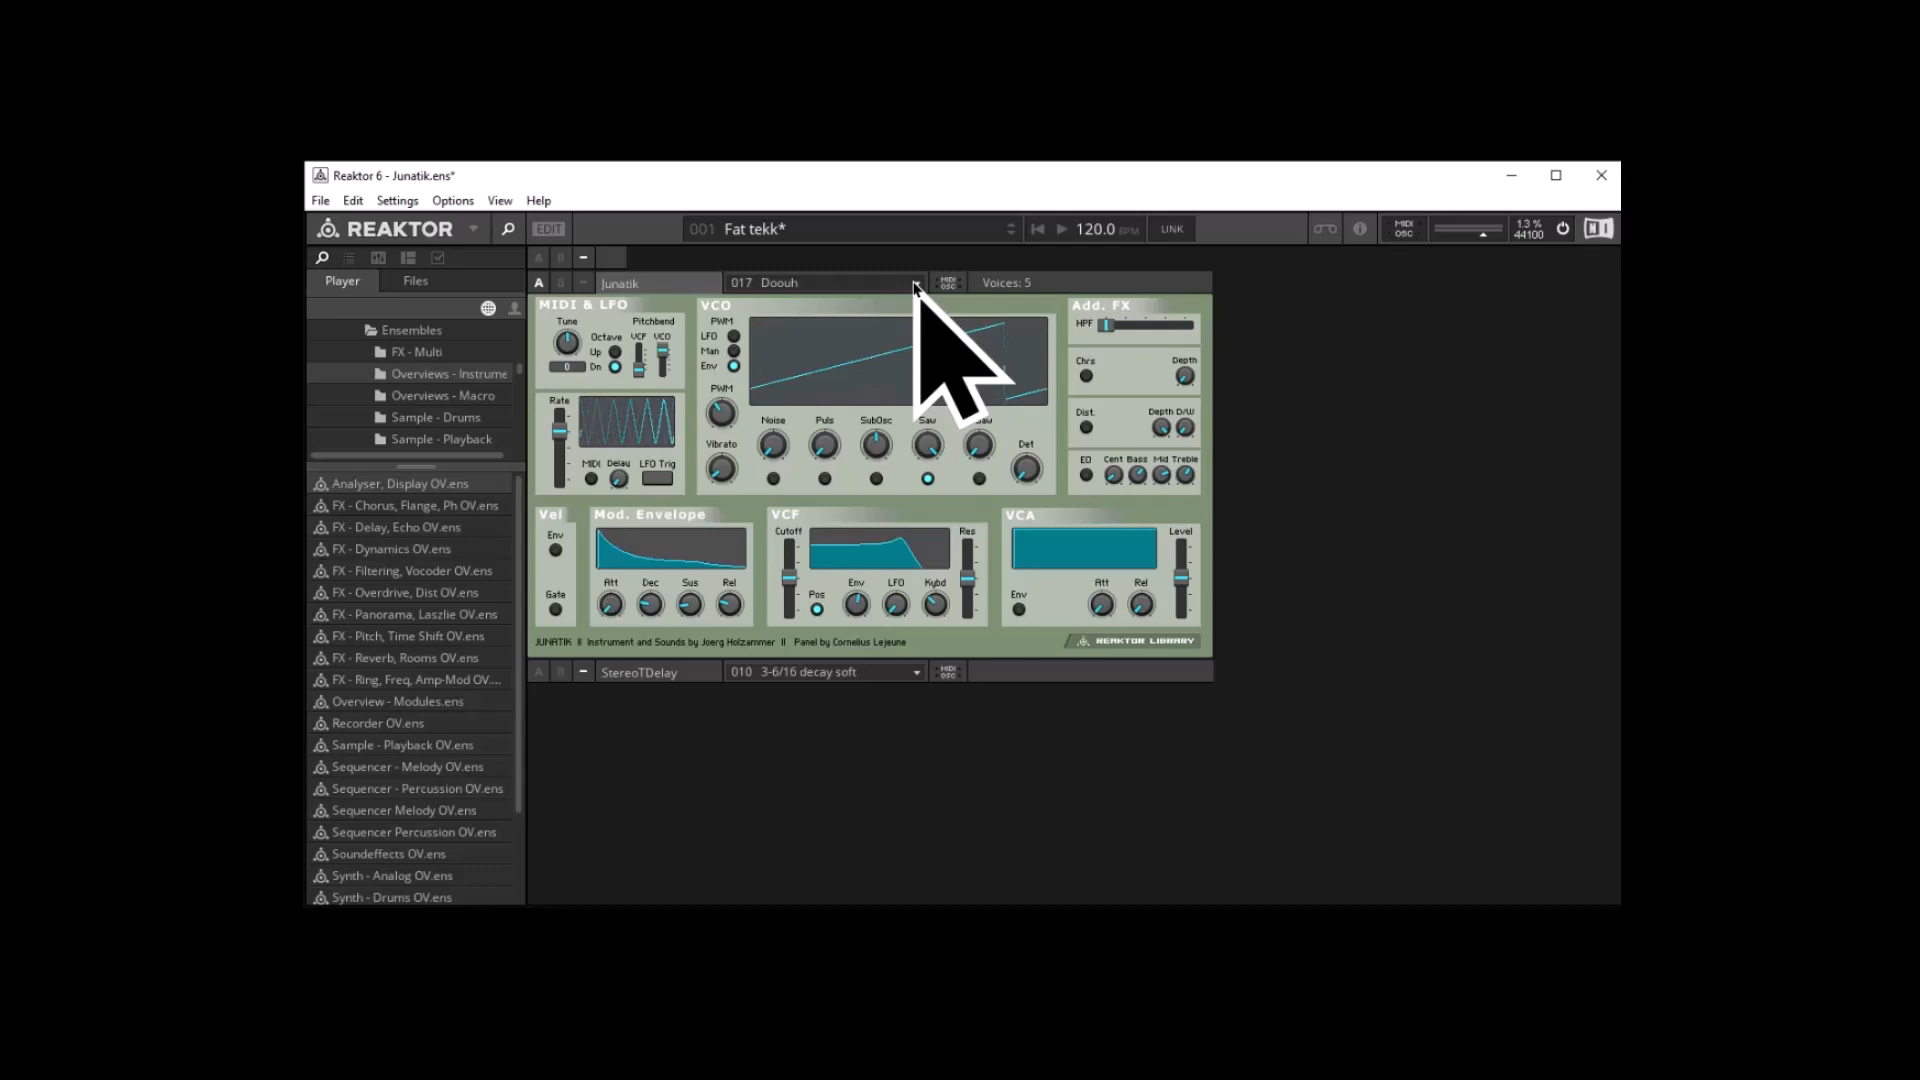 Reaktor 6 - Junatik.ens*
File Edit Settings Options View Help
REAKTOR EDIT 001 Fat tekk* 120.0 BPM LINK MIDI OSC 1.3 % 44100 NI
A B
Player Files
A B Junatik 017 Doouh MIDI OSC Voices: 5
Ensembles
FX - Multi
Overviews - Instrume
Overviews - Macro
Sample - Drums
Sample - Playback
Analyser, Display OV.ens
FX - Chorus, Flange, Ph OV.ens
FX - Delay, Echo OV.ens
FX - Dynamics OV.ens
FX - Filtering, Vocoder OV.ens
FX - Overdrive, Dist OV.ens
FX - Panorama, Laszlie OV.ens
FX - Pitch, Time Shift OV.ens
FX - Reverb, Rooms OV.ens
FX - Ring, Freq, Amp-Mod OV....
Overview - Modules.ens
Recorder OV.ens
Sample - Playback OV.ens
Sequencer - Melody OV.ens
Sequencer - Percussion OV.ens
Sequencer Melody OV.ens
Sequencer Percussion OV.ens
Soundeffects OV.ens
Synth - Analog OV.ens
Synth - Drums OV.ens
MIDI & LFO
Tune Pitchbend
Octave VCF VCO
Up
0 Dn
Rate
MIDI Delay LFO Trig
VCO
PWM
LFO
Man
Env
PWM
Noise Puls SubOsc Saw
Vibrato Det
Add. FX
HPF
Chrs Depth
Dist. Depth D/W
EQ Cent Bass Mid Treble
Vel
Env
Gate
Mod. Envelope
Att Dec Sus Rel
VCF
Cutoff Res
Pos Env LFO Kybd
VCA
Level
Env Att Rel
JUNATIK II Instrument and Sounds by Joerg Holzammer II Panel by Cornelius Lejeune REAKTOR LIBRARY
A B StereoTDelay 010 3-6/16 decay soft MIDI OSC